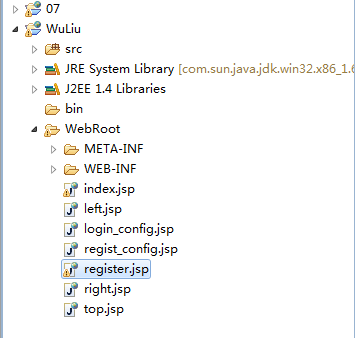 07
WuLiu
src
JRE System Library [com.sun.java.jdk.win32.x86_1.6
J2EE 1.4 Libraries
bin
WebRoot
META-INF
WEB-INF
index.jsp
left.jsp
login_config.jsp
regist_config.jsp
register.jsp
right.jsp
top.jsp